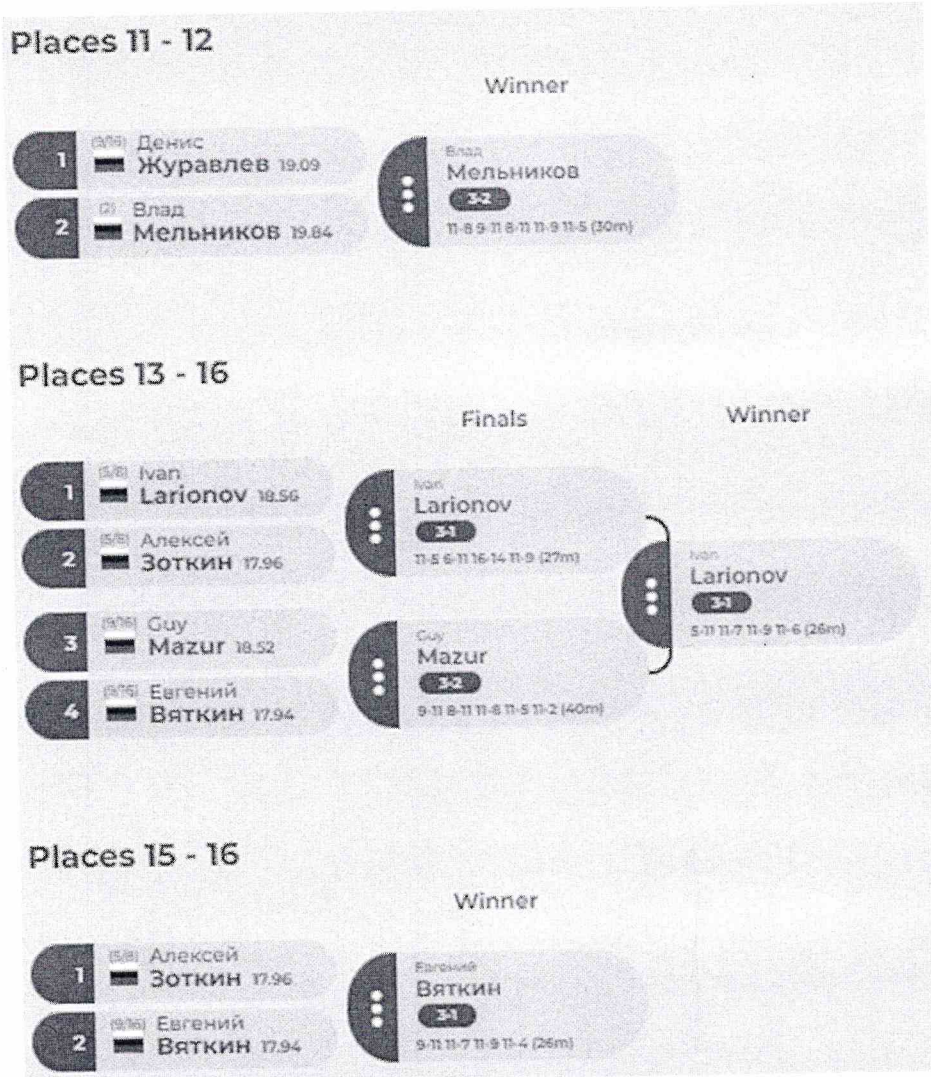 Places 11 - 12
Winner
1 (9/16) Денис
Журавлев 19.09
2 (2) Влад
Мельников 19.84
Влад
Мельников
3-2
11-8 9-11 8-11 11-9 11-5 (30m)
Places 13 - 16
Finals
Winner
1 (5/8) Ivan
Larionov 18.56
2 (5/8) Алексей
Зоткин 17.96
3 (9/16) Guy
Mazur 18.52
4 (9/16) Евгений
Вяткин 17.94
Ivan
Larionov
3-1
11-5 6-11 16-14 11-9 (27m)
Guy
Mazur
3-2
9-11 8-11 11-8 11-5 11-2 (40m)
Ivan
Larionov
3-1
5-11 11-7 11-9 11-6 (26m)
Places 15 - 16
Winner
1 (5/8) Алексей
Зоткин 17.96
2 (9/16) Евгений
Вяткин 17.94
Евгений
Вяткин
3-1
9-11 11-7 11-9 11-4 (26m)